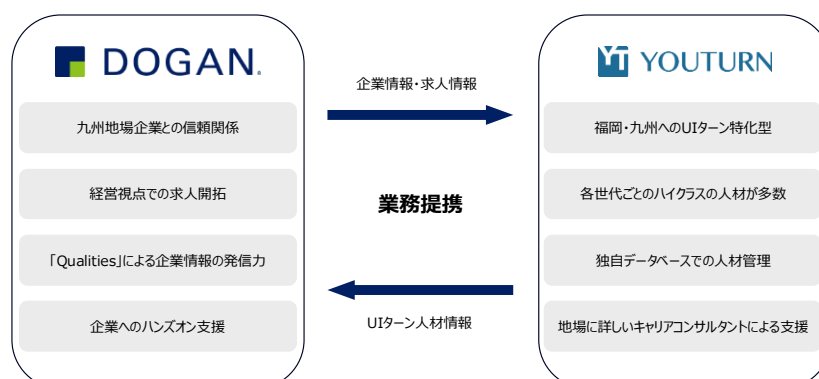 DOGAN®
九州地場企業との信頼関係
経営視点での求人開拓
「Qualities」による企業情報の発信力
企業へのハンズオン支援
企業情報・求人情報
業務提携
UIターン人材情報
YT YOUTURN
福岡・九州へのUIターン特化型
各世代ごとのハイクラスの人材が多数
独自データベースでの人材管理
地場に詳しいキャリアコンサルタントによる支援